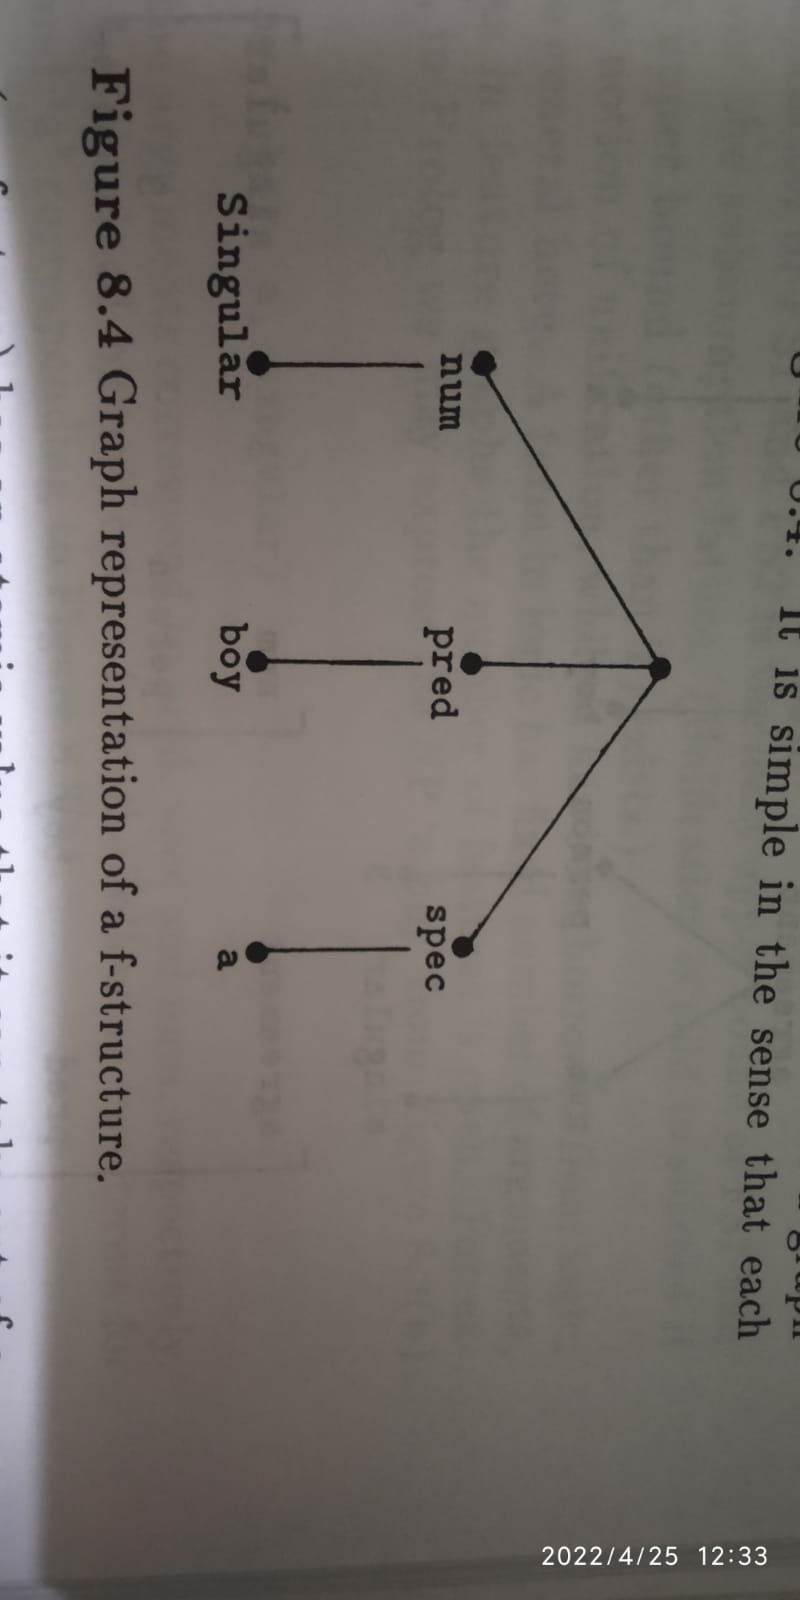 It is simple in the sense that each
num pred spec
Singular boy a
Figure 8.4 Graph representation of a f-structure.
2022/4/25 12:33